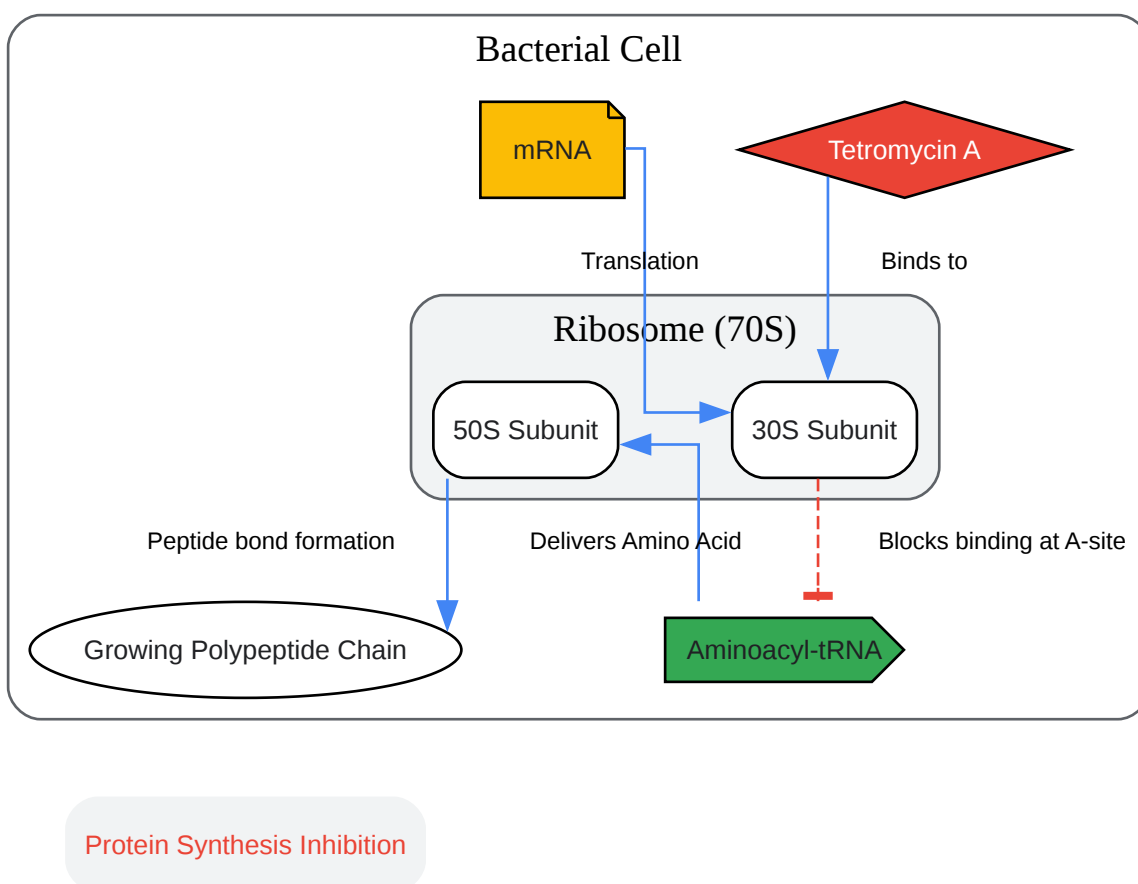 Bacterial Cell
mRNA
Tetromycin A
Translation
Binds to
Ribosome (70S)
50S Subunit
30S Subunit
Peptide bond formation
Delivers Amino Acid
Blocks binding at A-site
Growing Polypeptide Chain
Aminoacyl-tRNA
Protein Synthesis Inhibition